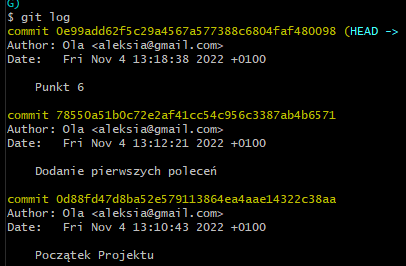 G)
$ git log
commit 0e99add62f5c29a4567a577388c6804faf480098 (HEAD ->
Author: Ola <aleksia@gmail.com>
Date:   Fri Nov 4 13:18:38 2022 +0100
Punkt 6
commit 78550a51b0c72e2af41cc54c956c3387ab4b6571
Author: Ola <aleksia@gmail.com>
Date:   Fri Nov 4 13:12:21 2022 +0100
Dodanie pierwszych poleceń
commit 0d88fd47d8ba52e579113864ea4aae14322c38aa
Author: Ola <aleksia@gmail.com>
Date:   Fri Nov 4 13:10:43 2022 +0100
Początek Projektu